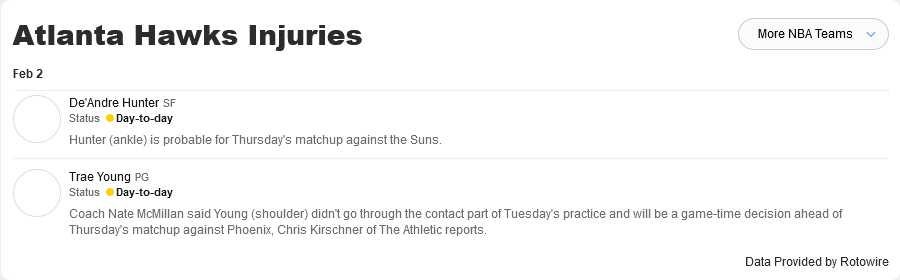 Atlanta Hawks Injuries
More NBA Teams
Feb 2
De'Andre Hunter SF
Status Day-to-day
Hunter (ankle) is probable for Thursday's matchup against the Suns.
Trae Young PG
Status Day-to-day
Coach Nate McMillan said Young (shoulder) didn't go through the contact part of Tuesday's practice and will be a game-time decision ahead of
Thursday's matchup against Phoenix, Chris Kirschner of The Athletic reports.
Data Provided by Rotowire